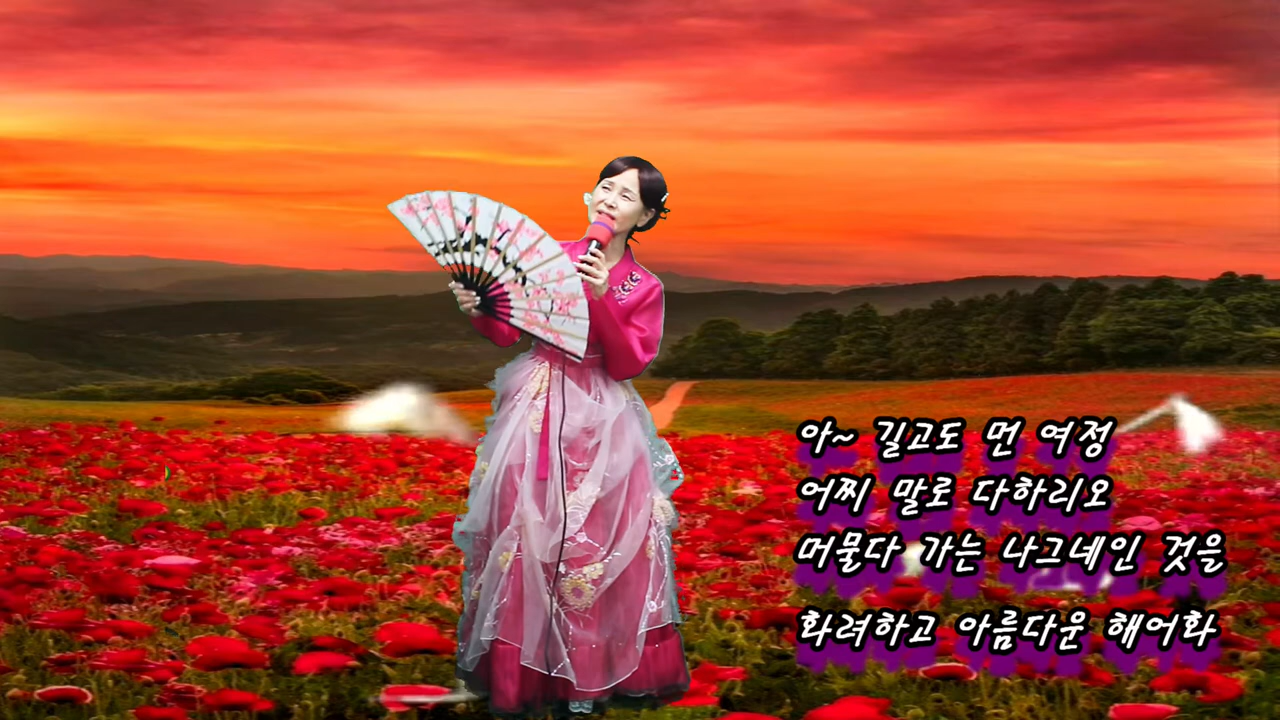 아~ 길고도 먼 여정
어찌 말로 다하리오
머물다 가는 나그네인 것을
화려하고 아름다운 해어화